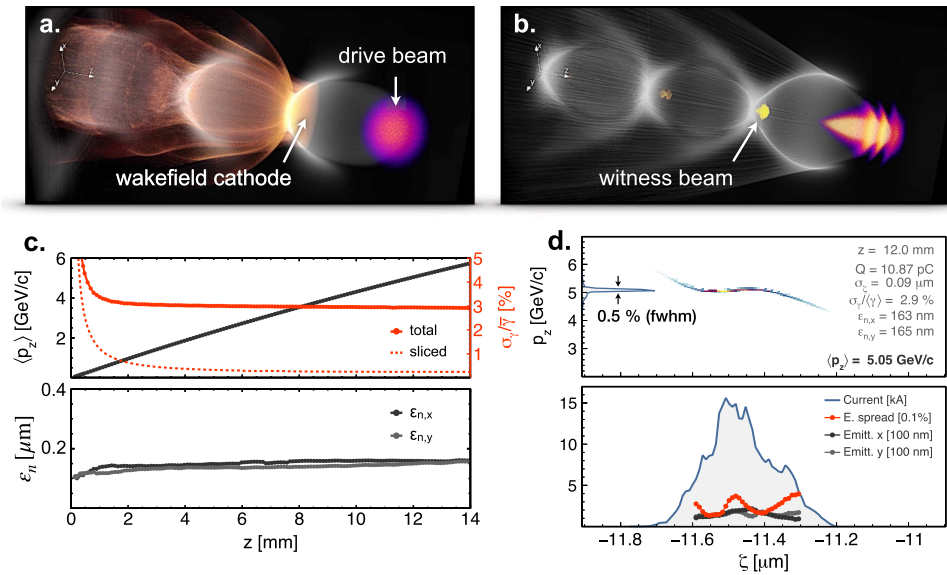 a.
drive beam
wakefield cathode
x
y
z
b.
witness beam
x
y
z
c.
⟨p_z⟩ [GeV/c]
6
4
2
σ_γ/γ̅ [%]
5
4
3
2
1
total
sliced
ε_n [μm]
0.4
0.2
0.0
ε_n,x
ε_n,y
0
2
4
6
8
10
12
14
z [mm]
d.
p_z [GeV/c]
6
5
4
3
2
0.5 % (fwhm)
z = 12.0 mm
Q = 10.87 pC
σ_ζ = 0.09 μm
σ_γ/⟨γ⟩ = 2.9 %
ε_n,x = 163 nm
ε_n,y = 165 nm
⟨p_z⟩ = 5.05 GeV/c
15
10
5
Current [kA]
E. spread [0.1%]
Emitt. x [100 nm]
Emitt. y [100 nm]
−11.8
−11.6
−11.4
−11.2
−11
ζ [μm]